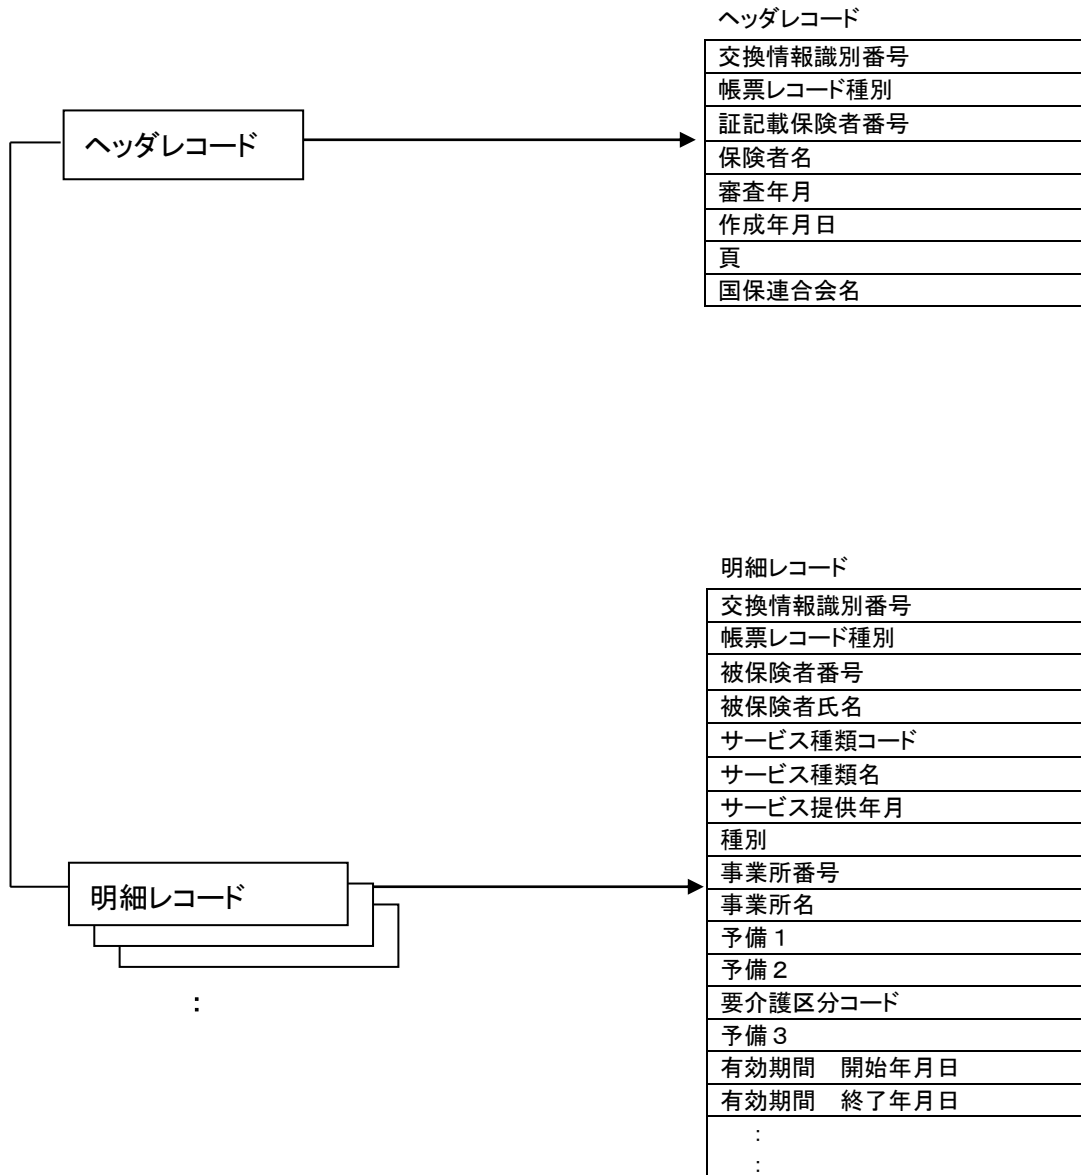 ヘッダレコード
ヘッダレコード
交換情報識別番号
帳票レコード種別
証記載保険者番号
保険者名
審査年月
作成年月日
頁
国保連合会名
明細レコード
:
明細レコード
交換情報識別番号
帳票レコード種別
被保険者番号
被保険者氏名
サービス種類コード
サービス種類名
サービス提供年月
種別
事業所番号
事業所名
予備１
予備２
要介護区分コード
予備３
有効期間　開始年月日
有効期間　終了年月日
:
: